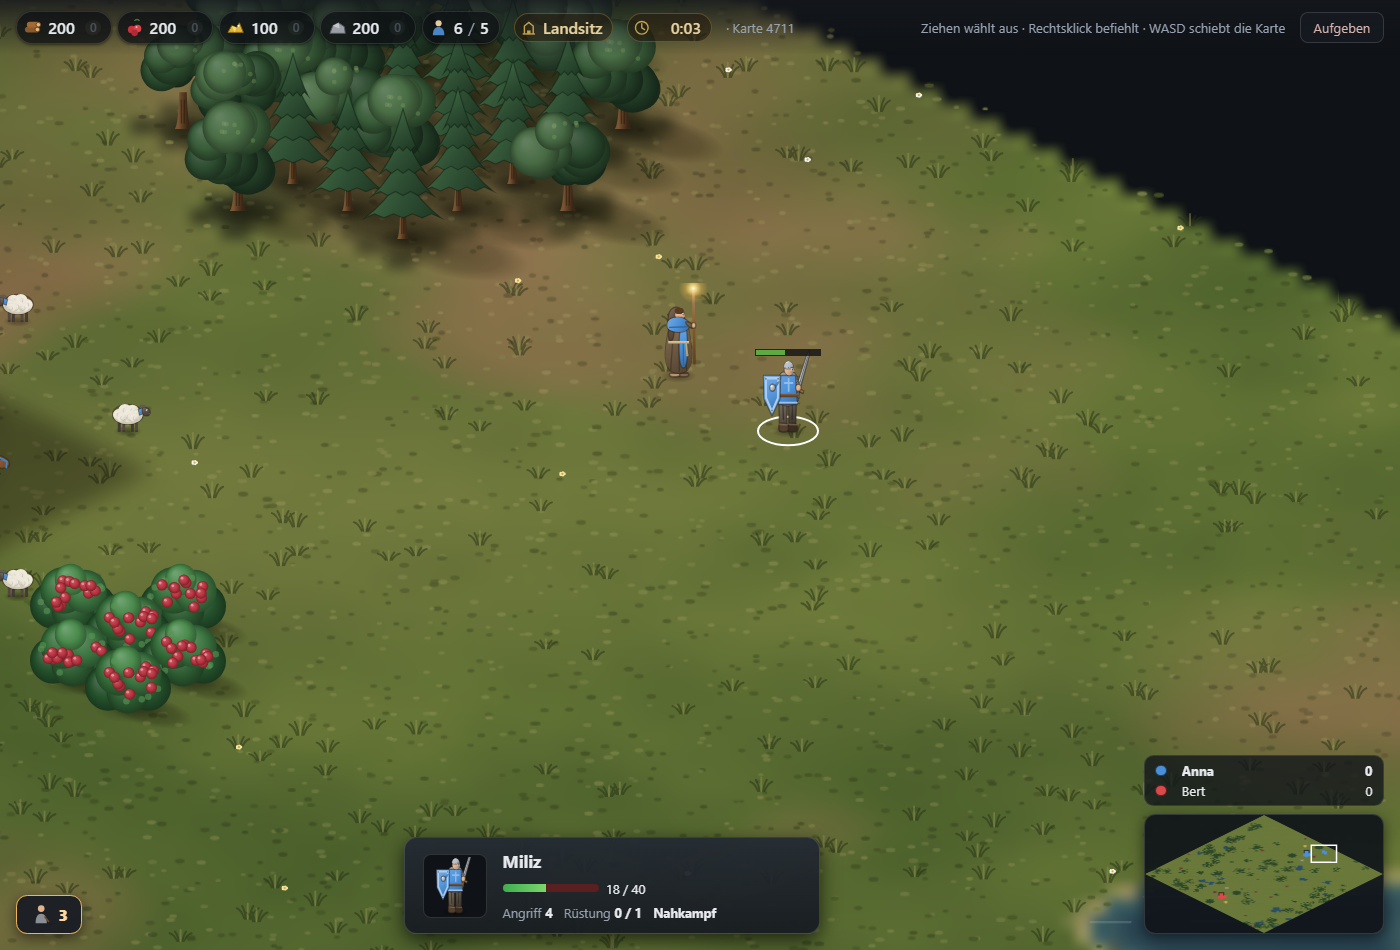 200 0 200 0 100 0 200 0 6 / 5 Landsitz 0:03 · Karte 4711 Ziehen wählt aus · Rechtsklick befiehlt · WASD schiebt die Karte Aufgeben
Anna 0
Bert 0
Miliz
18 / 40
Angriff 4 Rüstung 0 / 1 Nahkampf
3